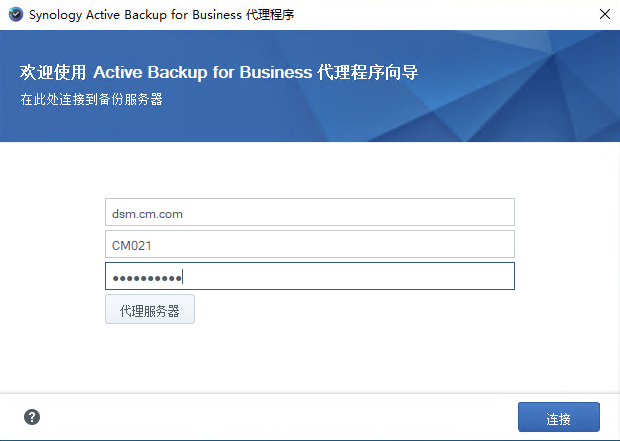 Synology Active Backup for Business 代理程序
欢迎使用 Active Backup for Business 代理程序向导
在此处连接到备份服务器
dsm.cm.com
CM021
●●●●●●●●●●
代理服务器
?
连接